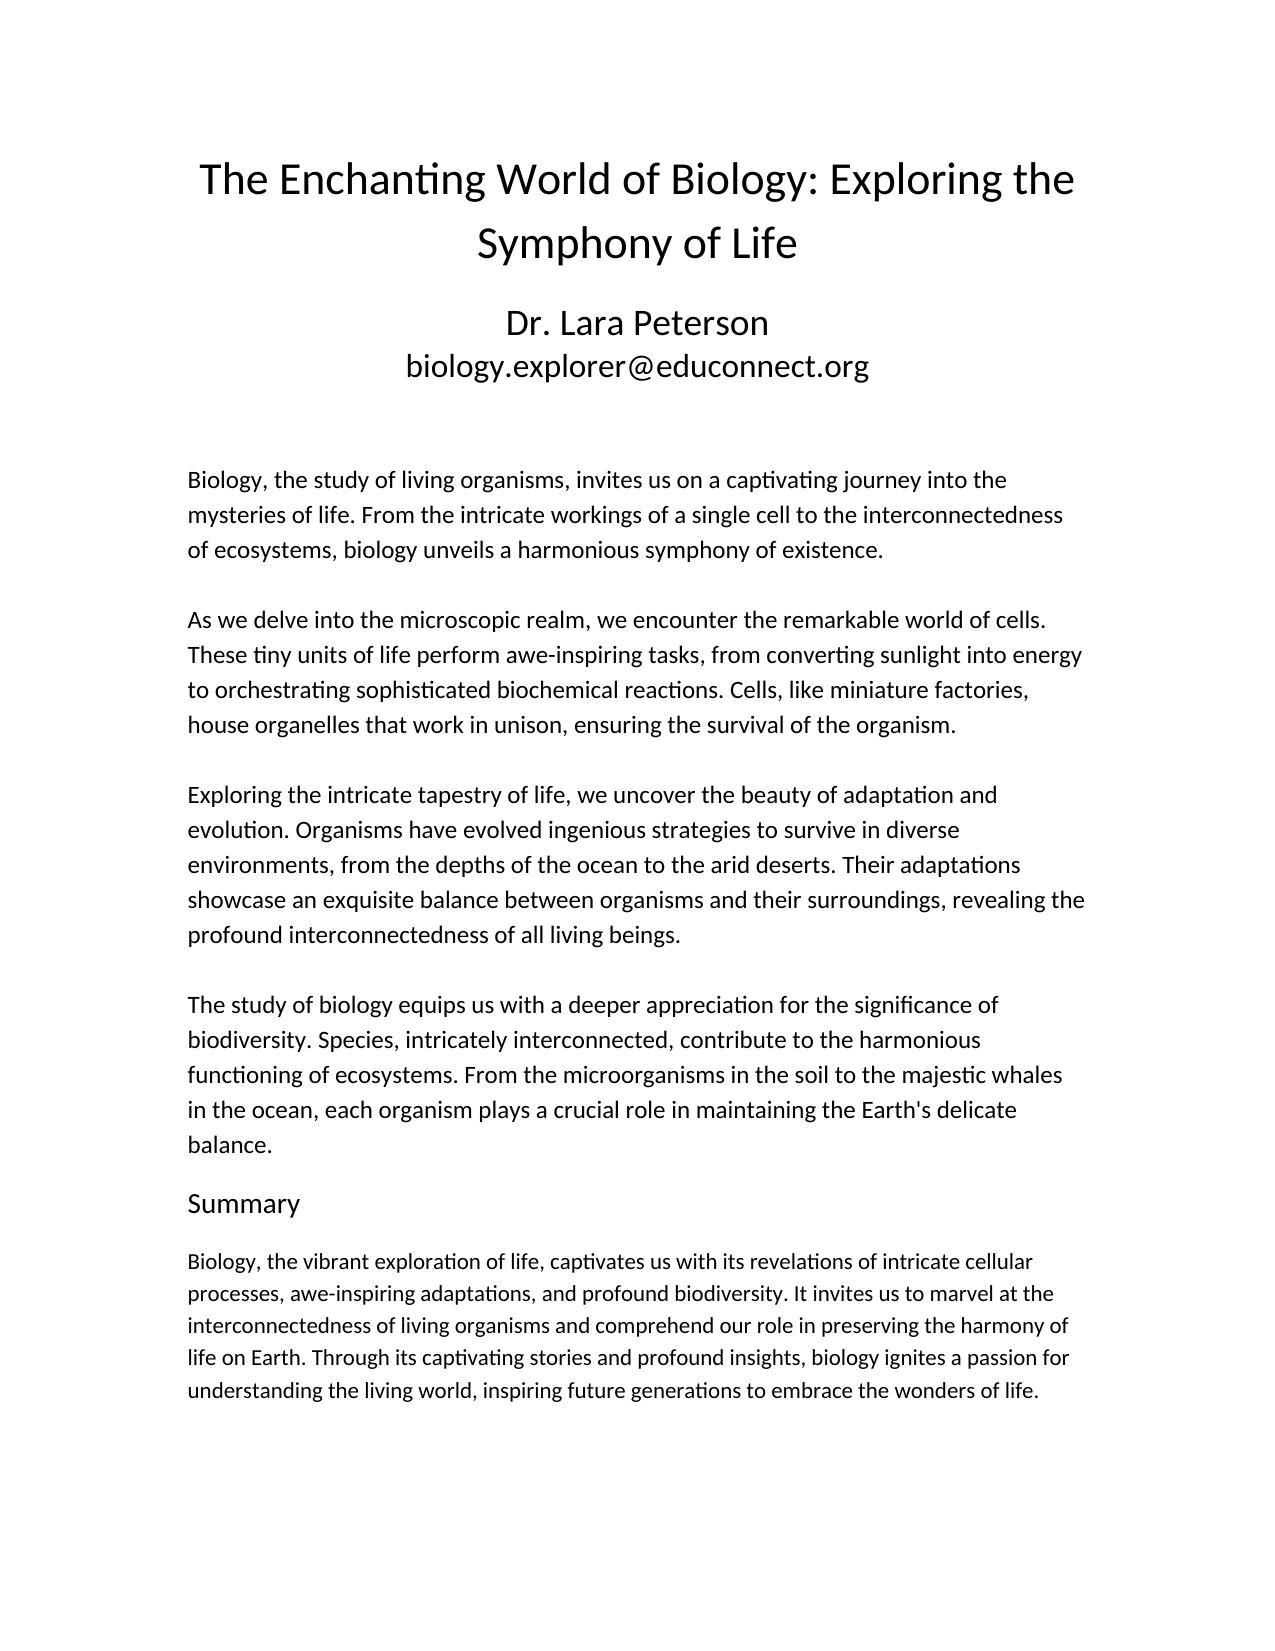 The Enchanting World of Biology: Exploring the
Symphony of Life
Dr. Lara Peterson
biology.explorer@educonnect.org
Biology, the study of living organisms, invites us on a captivating journey into the
mysteries of life. From the intricate workings of a single cell to the interconnectedness
of ecosystems, biology unveils a harmonious symphony of existence.
As we delve into the microscopic realm, we encounter the remarkable world of cells.
These tiny units of life perform awe-inspiring tasks, from converting sunlight into energy
to orchestrating sophisticated biochemical reactions. Cells, like miniature factories,
house organelles that work in unison, ensuring the survival of the organism.
Exploring the intricate tapestry of life, we uncover the beauty of adaptation and
evolution. Organisms have evolved ingenious strategies to survive in diverse
environments, from the depths of the ocean to the arid deserts. Their adaptations
showcase an exquisite balance between organisms and their surroundings, revealing the
profound interconnectedness of all living beings.
The study of biology equips us with a deeper appreciation for the significance of
biodiversity. Species, intricately interconnected, contribute to the harmonious
functioning of ecosystems. From the microorganisms in the soil to the majestic whales
in the ocean, each organism plays a crucial role in maintaining the Earth's delicate
balance.
Summary
Biology, the vibrant exploration of life, captivates us with its revelations of intricate cellular
processes, awe-inspiring adaptations, and profound biodiversity. It invites us to marvel at the
interconnectedness of living organisms and comprehend our role in preserving the harmony of
life on Earth. Through its captivating stories and profound insights, biology ignites a passion for
understanding the living world, inspiring future generations to embrace the wonders of life.